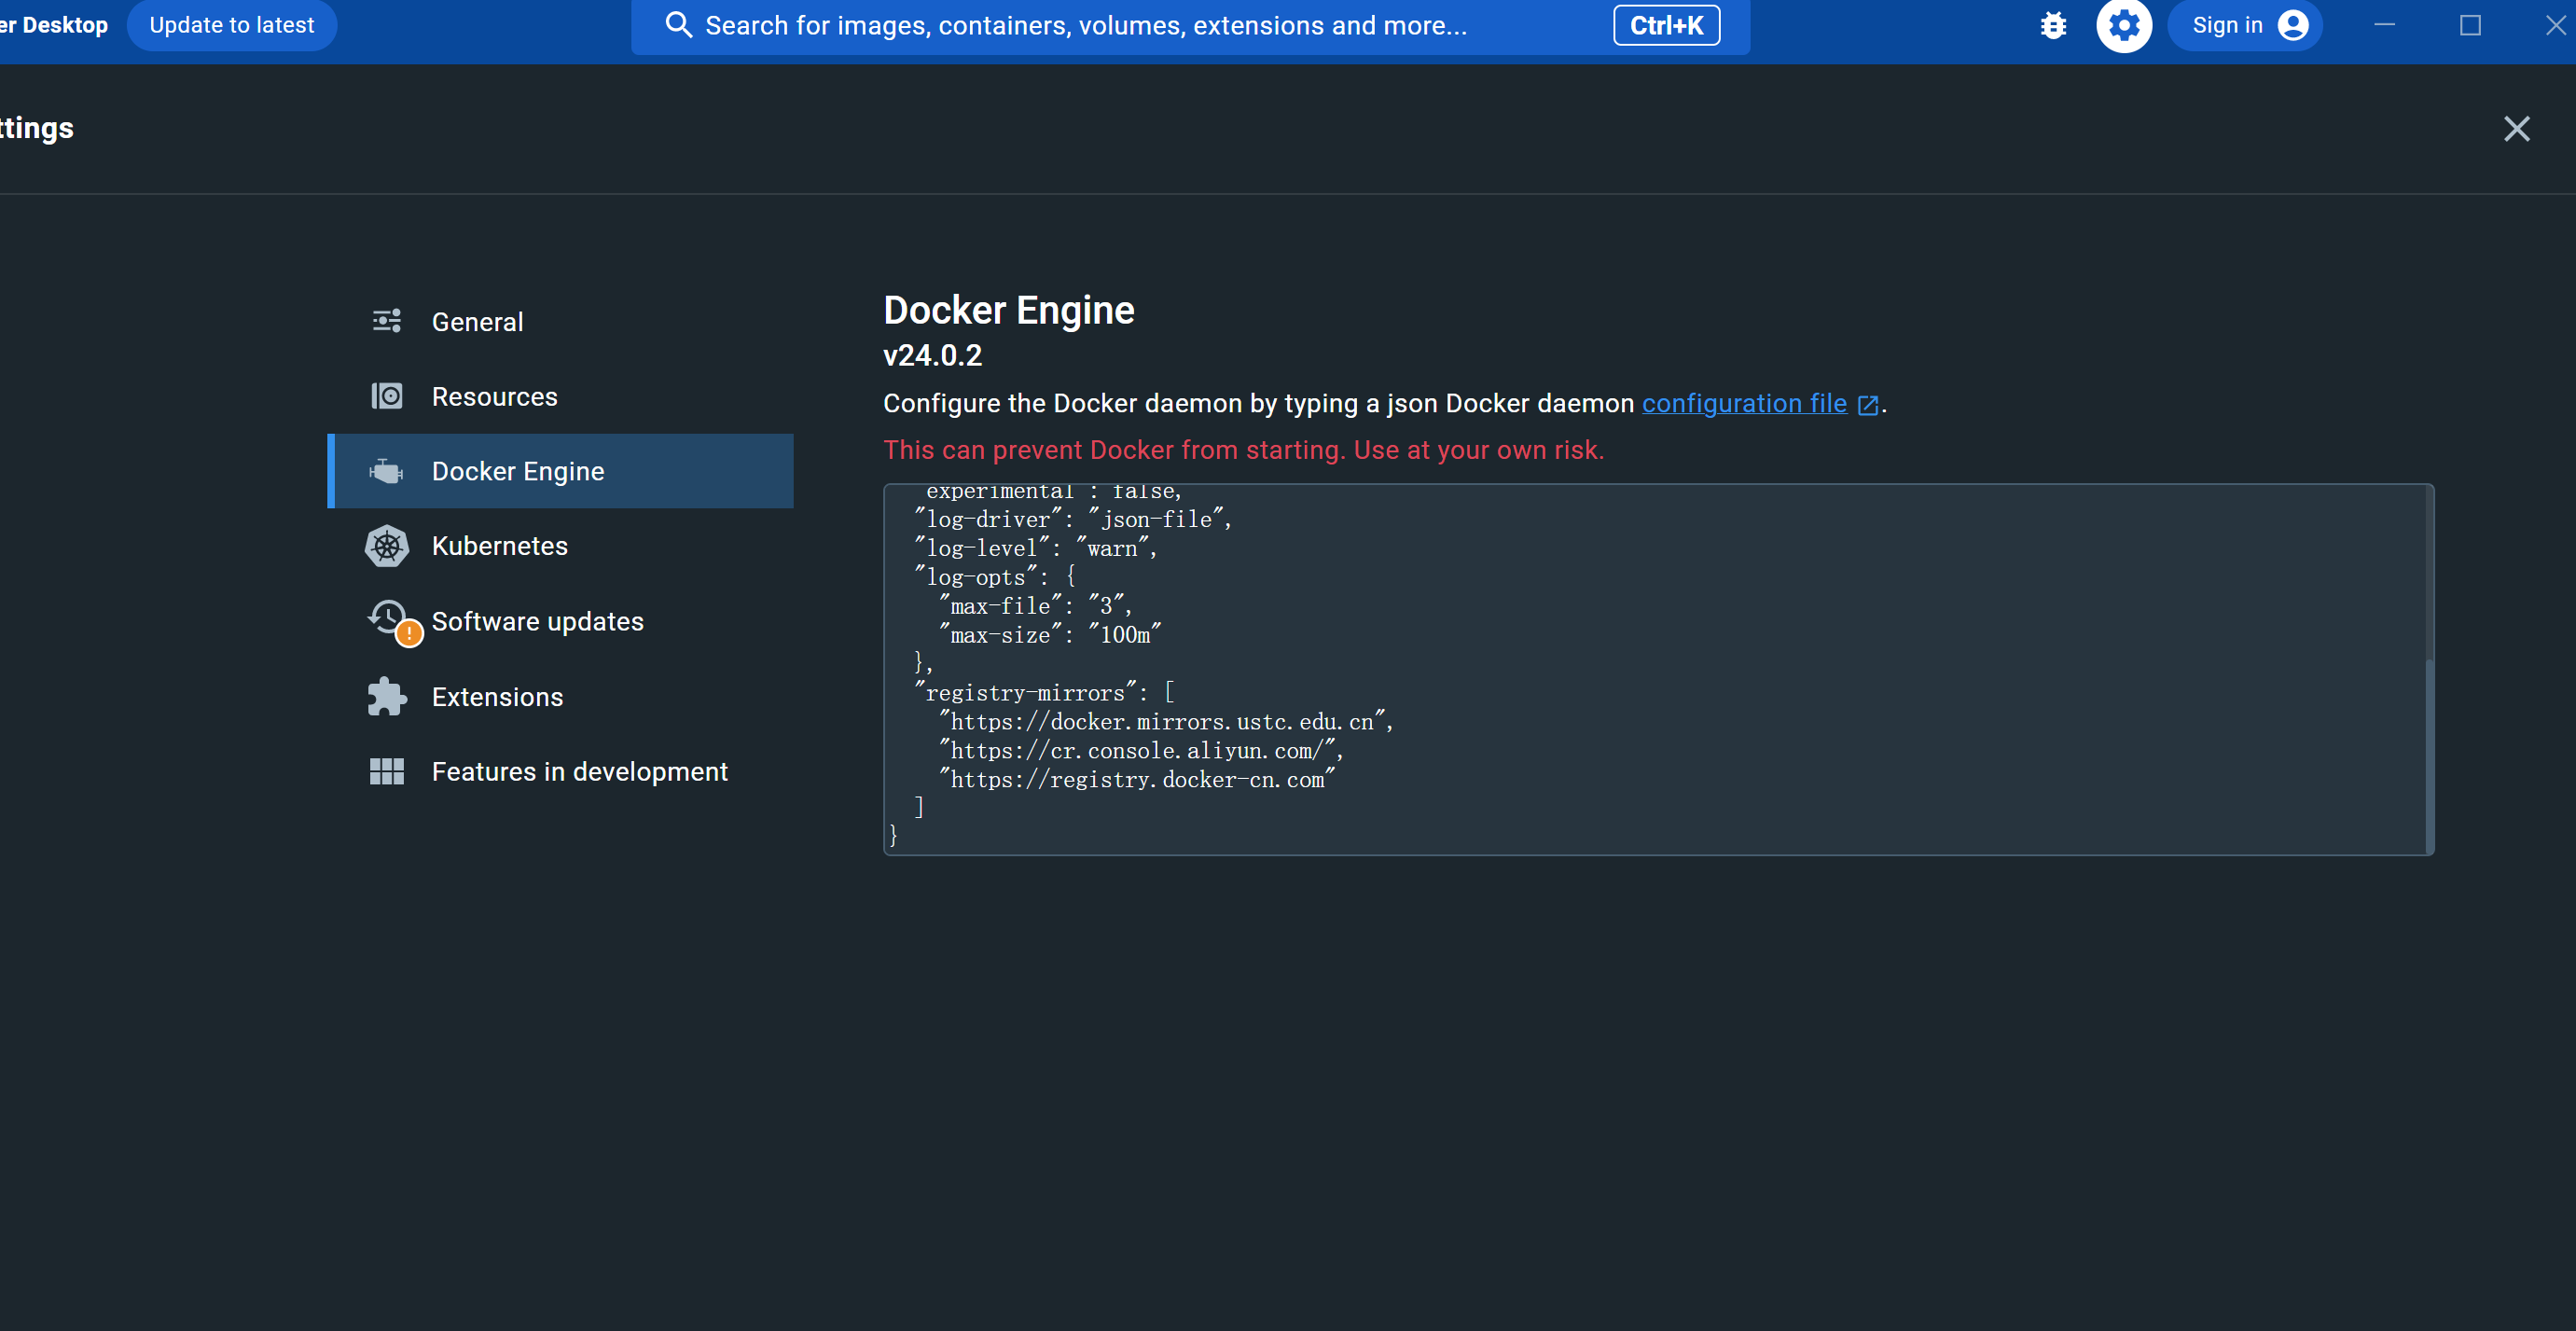 er Desktop
Update to latest
Search for images, containers, volumes, extensions and more...
Ctrl+K
Sign in
ttings
General
Resources
Docker Engine
Kubernetes
Software updates
Extensions
Features in development
Docker Engine
v24.0.2
Configure the Docker daemon by typing a json Docker daemon configuration file.
This can prevent Docker from starting. Use at your own risk.
experimental": false,
"log-driver": "json-file",
"log-level": "warn",
"log-opts": {
"max-file": "3",
"max-size": "100m"
},
"registry-mirrors": [
"https://docker.mirrors.ustc.edu.cn",
"https://cr.console.aliyun.com/",
"https://registry.docker-cn.com"
]
}